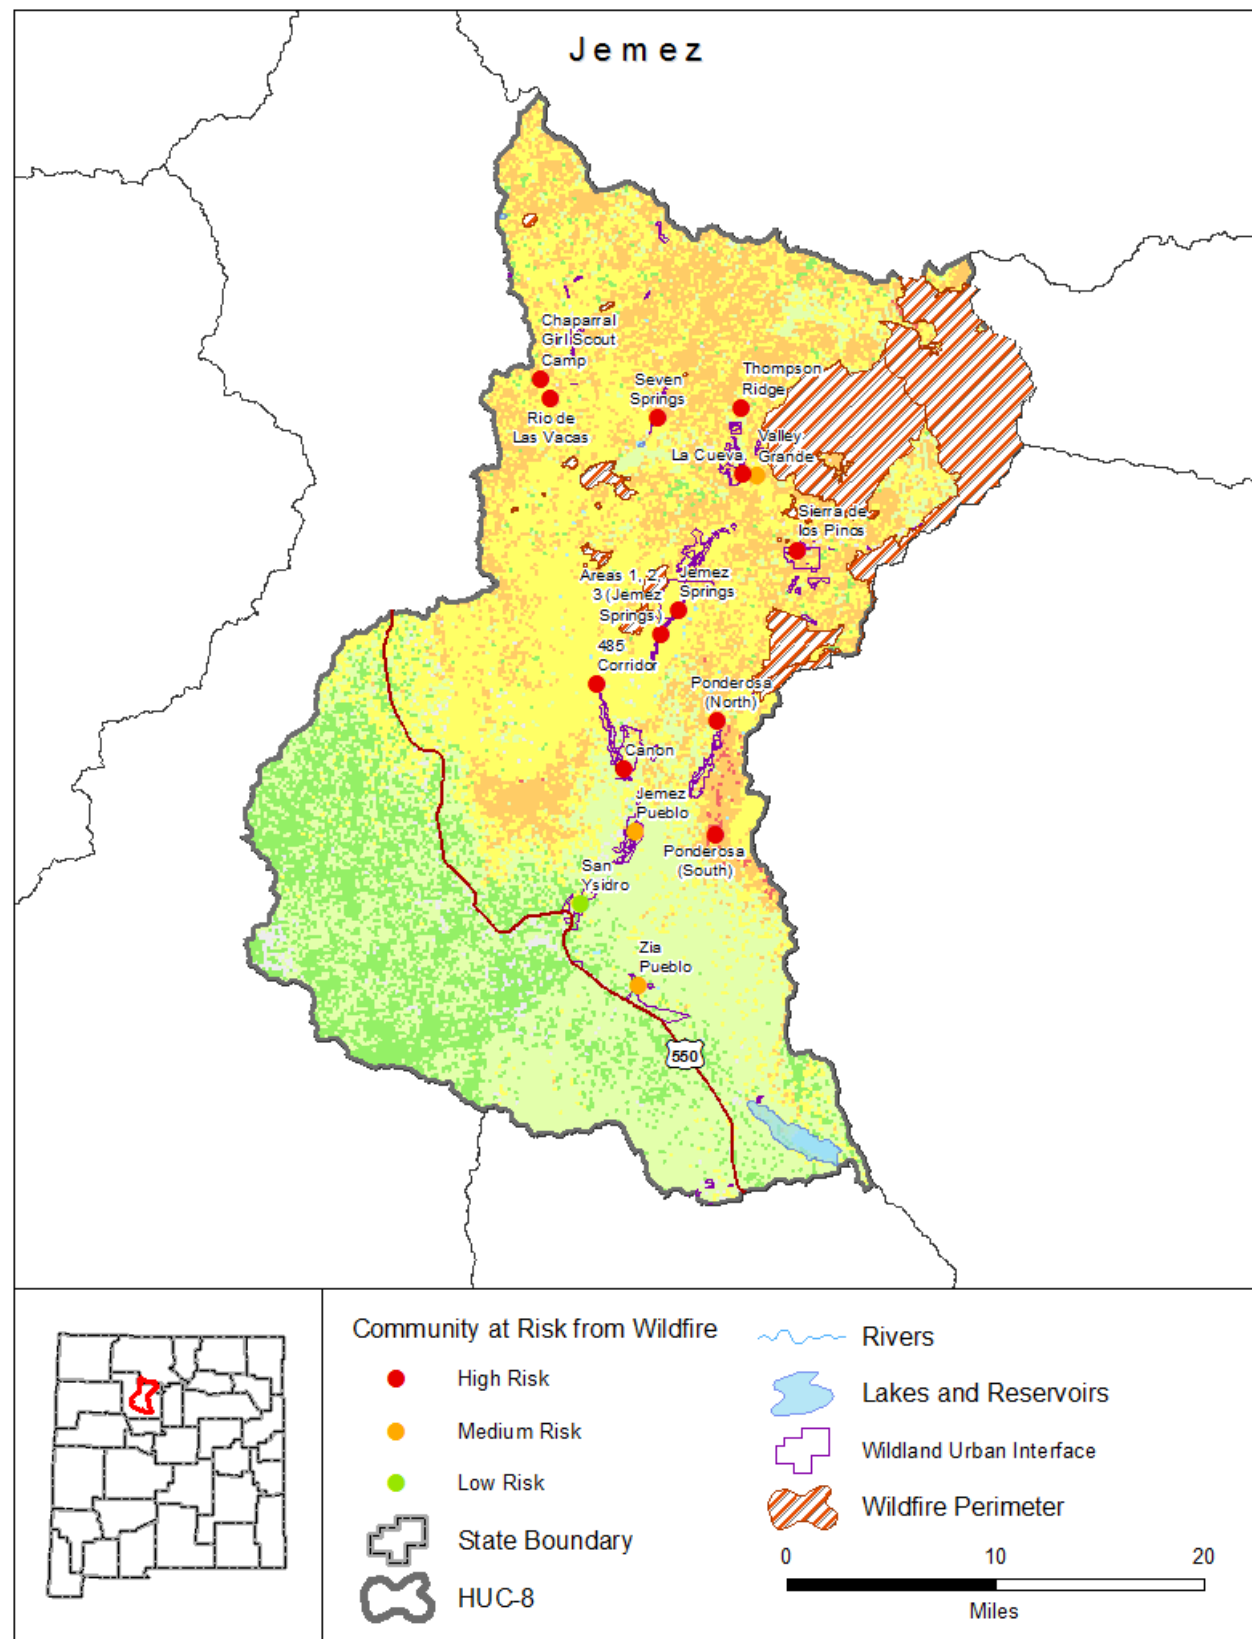 Jemez
Chaparral
Girl Scout
Camp
Rio de
Las Vacas
Seven
Springs
Thompson
Ridge
La Cueva
Valley
Grande
Sierra de
los Pinos
Areas 1, 2,
3 (Jemez
Springs)
Jemez
Springs
485
Corridor
Ponderosa
(North)
Canon
Jemez
Pueblo
Ponderosa
(South)
San
Ysidro
Zia
Pueblo
550
Community at Risk from Wildfire
High Risk
Medium Risk
Low Risk
State Boundary
HUC-8
Rivers
Lakes and Reservoirs
Wildland Urban Interface
Wildfire Perimeter
0 10 20
Miles